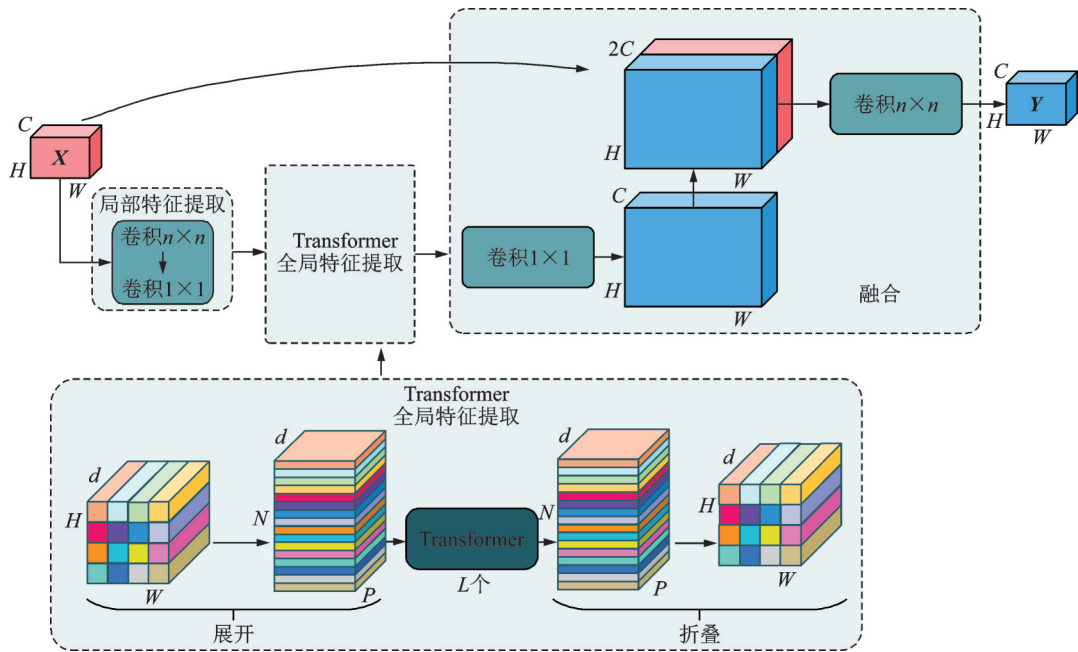 2C
C
卷积n×n
Y
H
W
C
X
H
W
H
W
局部特征提取
卷积n×n
卷积1×1
Transformer
全局特征提取
卷积1×1
C
H
W
融合
Transformer
全局特征提取
d
H
W
d
N
P
展开
Transformer
L个
d
N
P
d
W
折叠